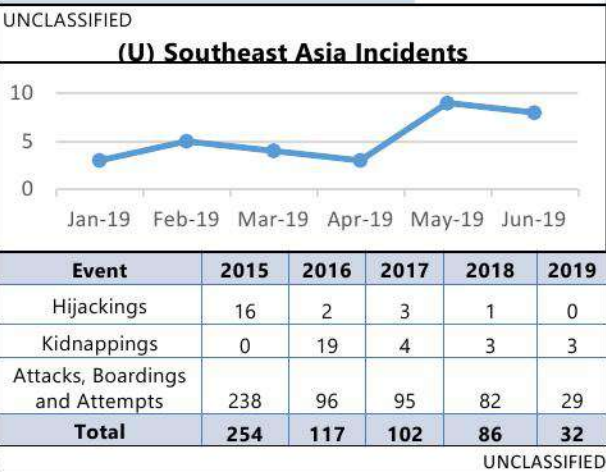 UNCLASSIFIED
(U) Southeast Asia Incidents
10
5
0
Jan-19 Feb-19 Mar-19 Apr-19 May-19 Jun-19
Event 2015 2016 2017 2018 2019
Hijackings 16 2 3 1 0
Kidnappings 0 19 4 3 3
Attacks, Boardings
and Attempts 238 96 95 82 29
Total 254 117 102 86 32
UNCLASSIFIED